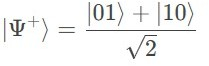 |Ψ⁺⟩ = (|01⟩ + |10⟩)/√2